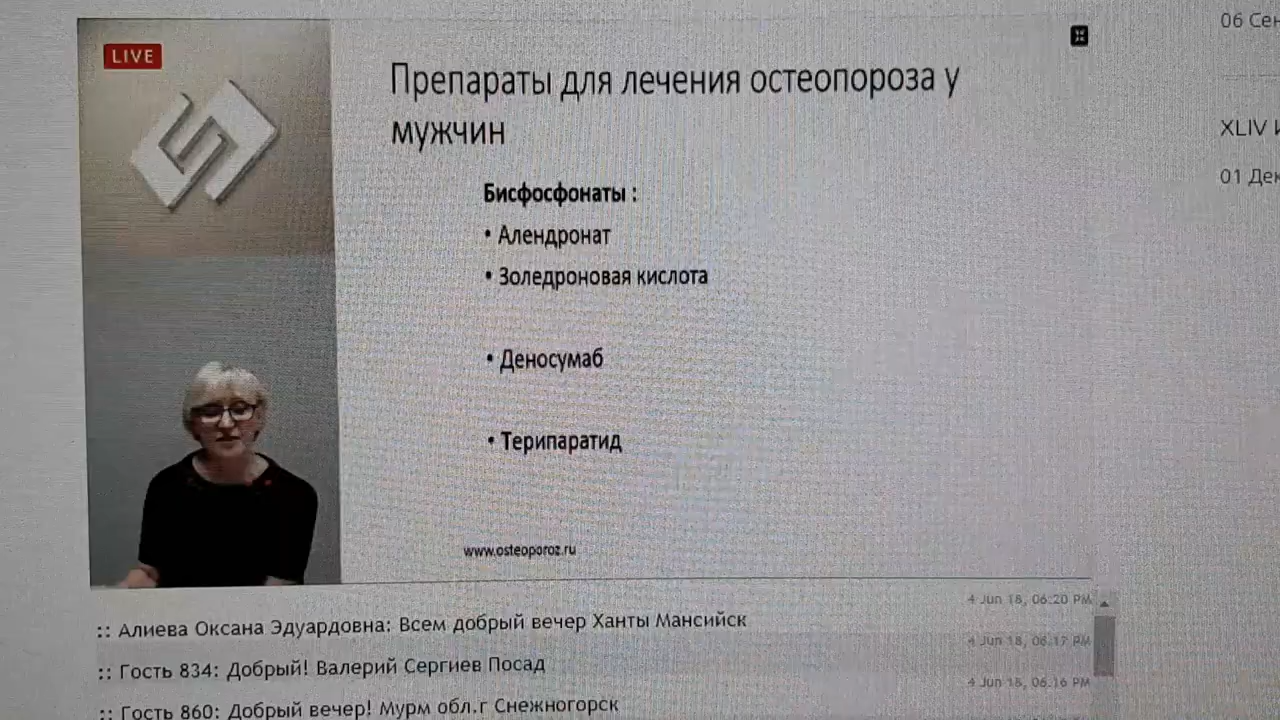 LIVE
Препараты для лечения остеопороза у
мужчин
Бисфосфонаты :
• Алендронат
• Золедроновая кислота
• Деносумаб
• Терипаратид
www.osteoporoz.ru
06 Сен
XLIV
01 Дек
4 Jun 18, 06:20 PM
:: Алиева Оксана Эдуардовна: Всем добрый вечер Ханты Мансийск
4 Jun 18, 06:17 PM
:: Гость 834: Добрый! Валерий Сергиев Посад
4 Jun 18, 06:16 PM
:: Гость 860: Добрый вечер! Мурм обл.г Снежногорск